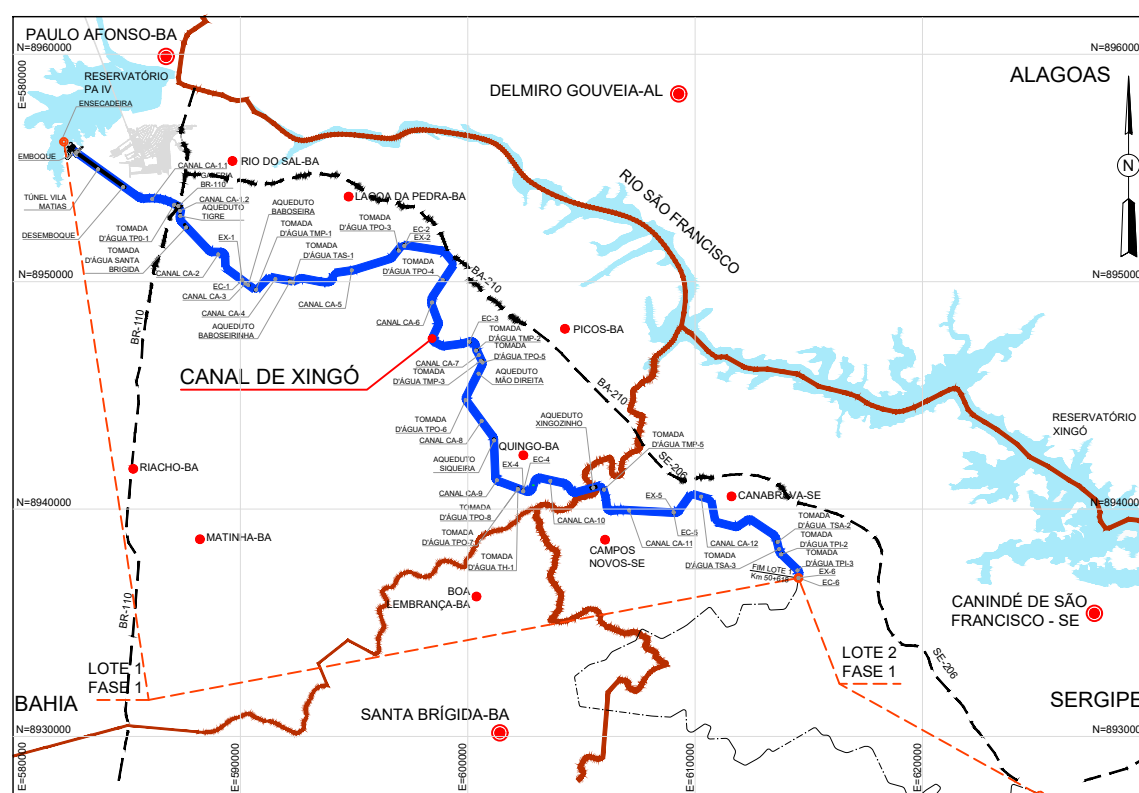 PAULO AFONSO-BA
N=8960000
N=896000
E=580000
RESERVATÓRIO
PA IV
ENSECADEIRA
ALAGOAS
DELMIRO GOUVEIA-AL
N
EMBOQUE
CANAL CA-1.1
GALERIA
BR-110
RIO DO SAL-BA
LAGOA DA PEDRA-BA
RIO SÃO FRANCISCO
TÚNEL VILA
MATIAS
CANAL CA-1.2
AQUEDUTO
TIGRE
AQUEDUTO
BABOSEIRA
DESEMBOQUE
TOMADA
D'ÁGUA TP0-1
EX-1
TOMADA
D'ÁGUA TMP-1
TOMADA
D'ÁGUA TPO-3
EC-2
EX-2
TOMADA
D'ÁGUA SANTA
BRIGIDA
TOMADA
D'ÁGUA TAS-1
TOMADA
D'ÁGUA TPO-4
BA-210
CANAL CA-2
N=8950000
N=895000
EC-1
CANAL CA-3
CANAL CA-4
CANAL CA-5
AQUEDUTO
BABOSEIRINHA
CANAL CA-6
EC-3
PICOS-BA
BR-110
TOMADA
D'ÁGUA TMP-2
TOMADA
D'ÁGUA TPO-5
CANAL CA-7
TOMADA
D'ÁGUA TMP-3
AQUEDUTO
MÃO DIREITA
CANAL DE XINGÓ
BA-210
TOMADA
D'ÁGUA TPO-6
CANAL CA-8
AQUEDUTO
XINGOZINHO
TOMADA
D'ÁGUA TMP-5
RESERVATÓRIO
XINGÓ
QUINGO-BA
AQUEDUTO
SIQUEIRA
EX-4
EC-4
SE-206
RIACHO-BA
CANAL CA-9
CANABRAVA-SE
EX-5
N=8940000
N=894000
TOMADA
D'ÁGUA TPO-8
CANAL CA-10
TOMADA
D'ÁGUA TSA-2
TOMADA
D'ÁGUA TPO-7
EC-5
CANAL CA-11
CANAL CA-12
TOMADA
D'ÁGUA TPI-2
MATINHA-BA
TOMADA
D'ÁGUA TH-1
CAMPOS
NOVOS-SE
TOMADA
D'ÁGUA TSA-3
TOMADA
D'ÁGUA TPI-3
FIM LOTE 1
Km 50+618
EX-6
EC-6
BOA
LEMBRANÇA-BA
BR-110
CANINDÉ DE SÃO
FRANCISCO - SE
LOTE 1
FASE 1
LOTE 2
FASE 1
SE-206
BAHIA
SERGIPE
SANTA BRÍGIDA-BA
N=8930000
N=893000
E=580000
E=590000
E=600000
E=610000
E=620000